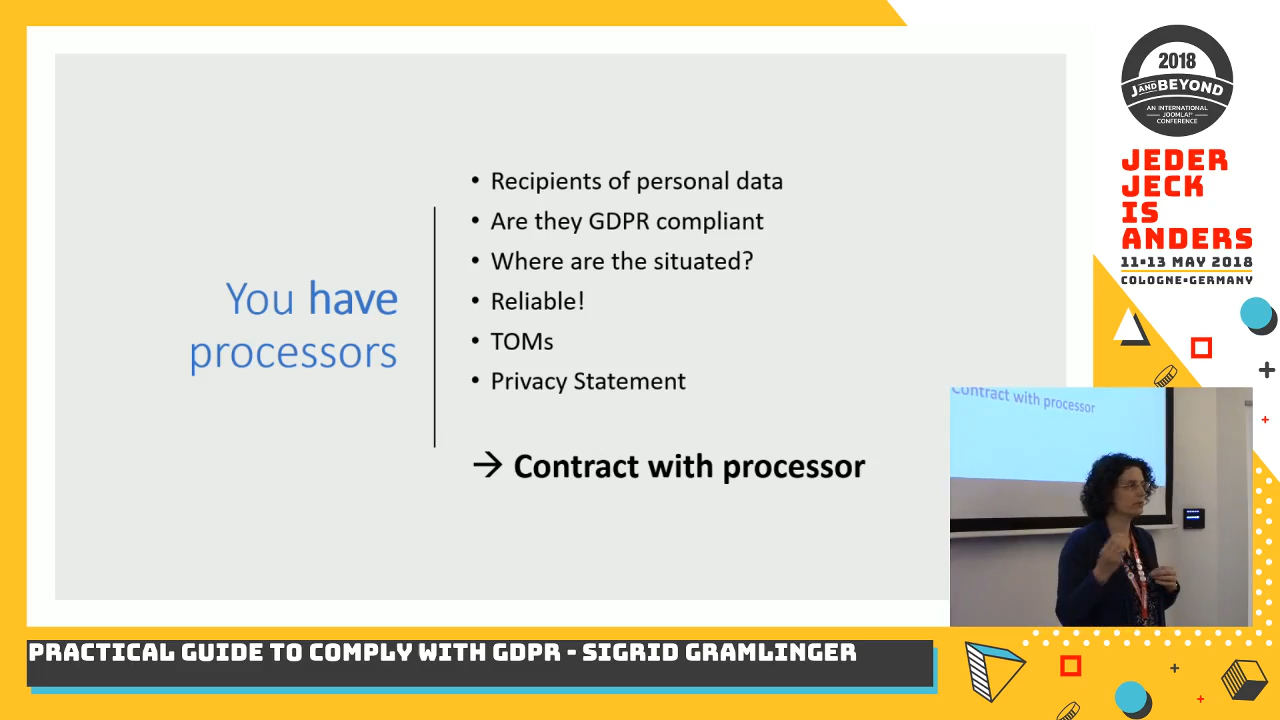 You have
processors
• Recipients of personal data
• Are they GDPR compliant
• Where are the situated?
• Reliable!
• TOMs
• Privacy Statement
→ Contract with processor
2018
J AND BEYOND
AN INTERNATIONAL
JOOMLA!®
CONFERENCE
JEDER
JECK
IS
ANDERS
11-13 MAY 2018
COLOGNE•GERMANY
Contract with processor
PRACTICAL GUIDE TO COMPLY WITH GDPR - SIGRID GRAMLINGER